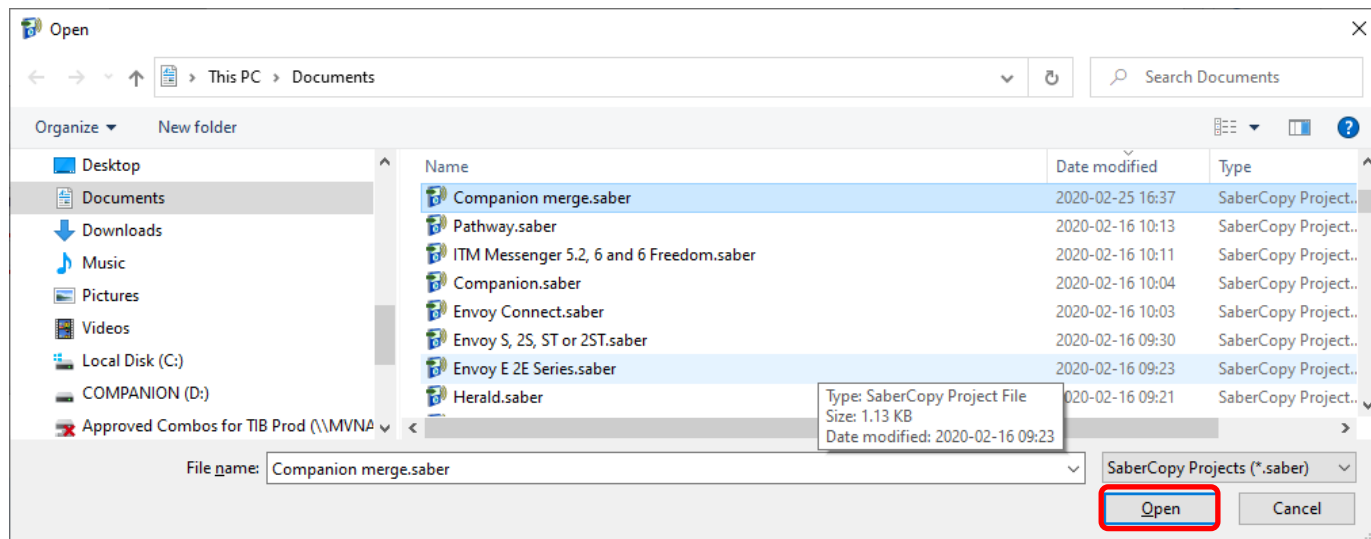 Open
This PC > Documents
Search Documents
Organize New folder
Name Date modified Type
Desktop
Documents
Downloads
Music
Pictures
Videos
Local Disk (C:)
COMPANION (D:)
Approved Combos for TIB Prod (\\MVNA
Companion merge.saber 2020-02-25 16:37 SaberCopy Project..
Pathway.saber 2020-02-16 10:13 SaberCopy Project..
ITM Messenger 5.2, 6 and 6 Freedom.saber 2020-02-16 10:11 SaberCopy Project..
Companion.saber 2020-02-16 10:04 SaberCopy Project..
Envoy Connect.saber 2020-02-16 10:03 SaberCopy Project..
Envoy S, 2S, ST or 2ST.saber 2020-02-16 09:30 SaberCopy Project..
Envoy E 2E Series.saber 2020-02-16 09:23 SaberCopy Project..
Herald.saber 020-02-16 09:21 SaberCopy Project..
Type: SaberCopy Project File
Size: 1.13 KB
Date modified: 2020-02-16 09:23
File name: Companion merge.saber SaberCopy Projects (*.saber)
Open Cancel